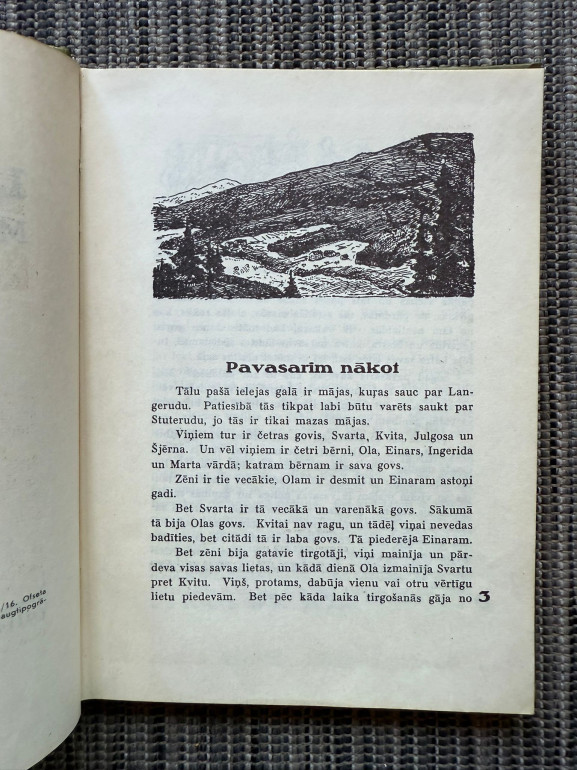 Pavasarim nākot
Tālu pašā ielejas galā ir mājas, kuŗas sauc par Lan-
gerudu. Patiesībā tās tikpat labi būtu varēts saukt par
Stuterudu, jo tās ir tikai mazas mājas.
Viņiem tur ir četras govis, Svarta, Kvita, Julgosa un
Šjērna. Un vēl viņiem ir četri bērni, Ola, Einars, Ingerida
un Marta vārdā; katram bērnam ir sava govs.
Zēni ir tie vecākie, Olam ir desmit un Einaram astoņi
gadi.
Bet Svarta ir tā vecākā un varenākā govs. Sākumā
tā bija Olas govs. Kvitai nav ragu, un tādēļ viņai nevedas
badīties, bet citādi tā ir laba govs. Tā piederēja Einaram.
Bet zēni bija gatavie tirgotāji, viņi mainīja un pār-
deva visas savas lietas, un kādā dienā Ola izmainīja Svartu
pret Kvitu. Viņš, protams, dabūja vienu vai otru vērtīgu
lietu piedevām. Bet pēc kāda laika tirgošanās gāja no 3
/16. Ofseta
augtipogrā-